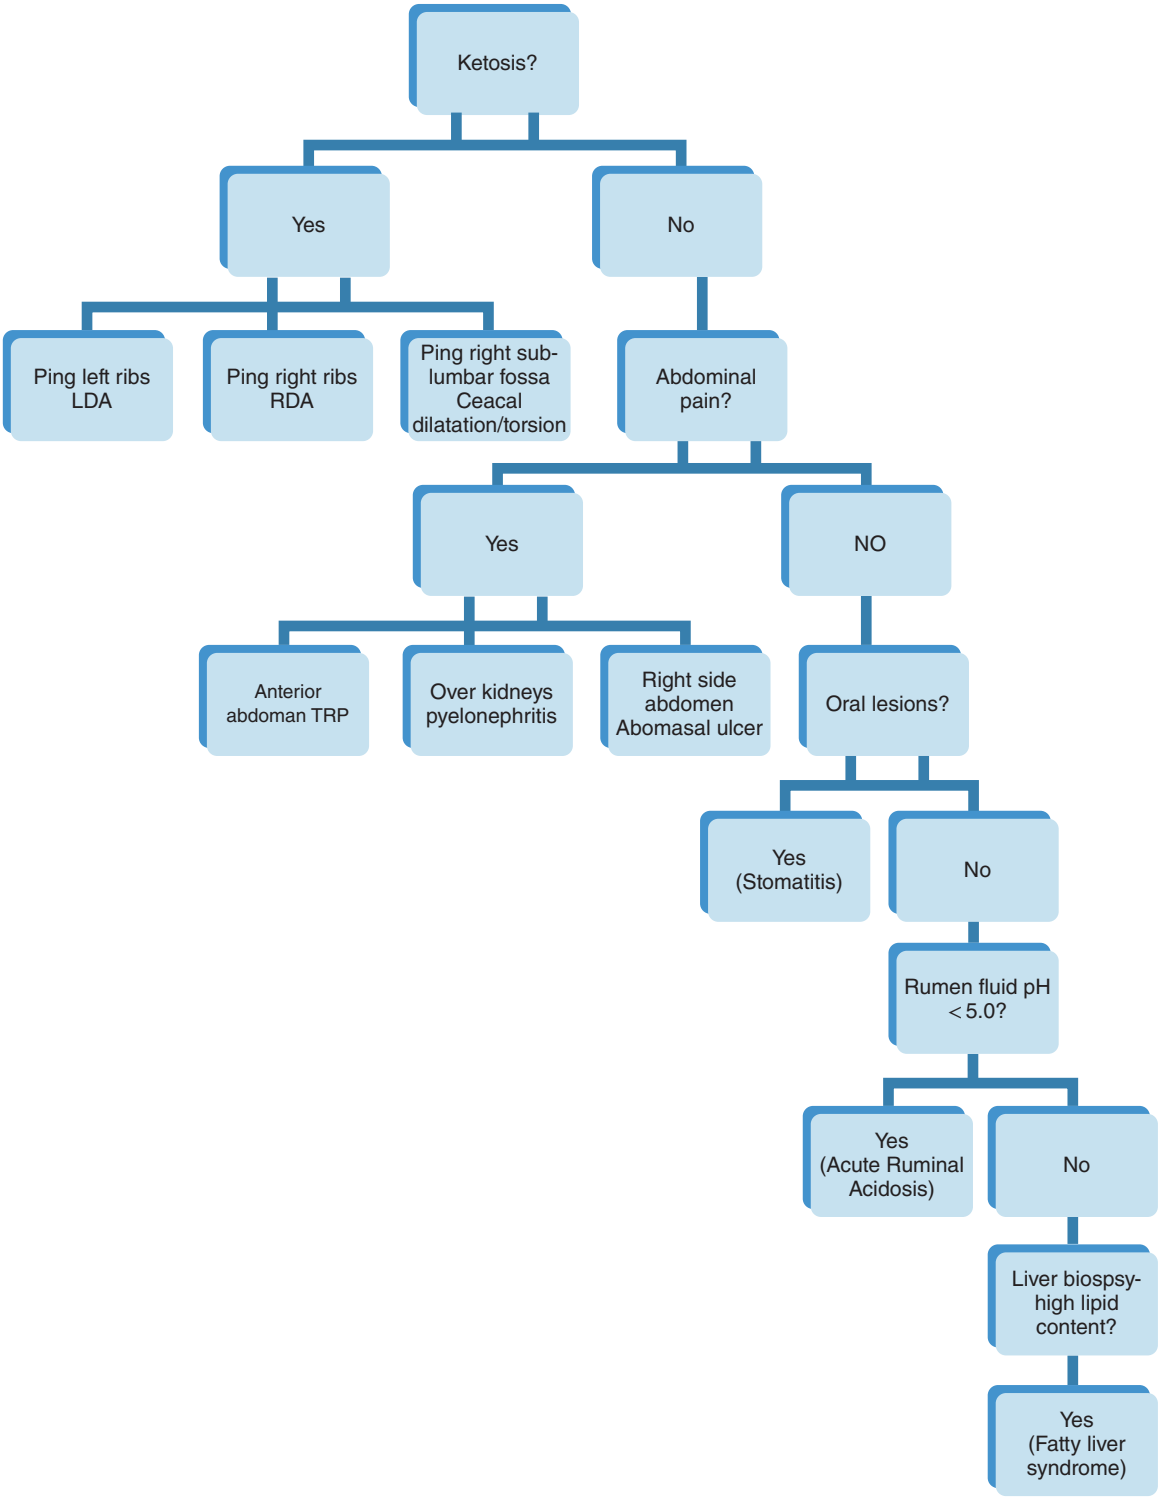 Ketosis?
Yes
No
Ping left ribs
LDA
Ping right ribs
RDA
Ping right sub-
lumbar fossa
Ceacal
dilatation/torsion
Abdominal
pain?
Yes
NO
Anterior
abdoman TRP
Over kidneys
pyelonephritis
Right side
abdomen
Abomasal ulcer
Oral lesions?
Yes
(Stomatitis)
No
Rumen fluid pH
< 5.0?
Yes
(Acute Ruminal
Acidosis)
No
Liver biospsy-
high lipid
content?
Yes
(Fatty liver
syndrome)